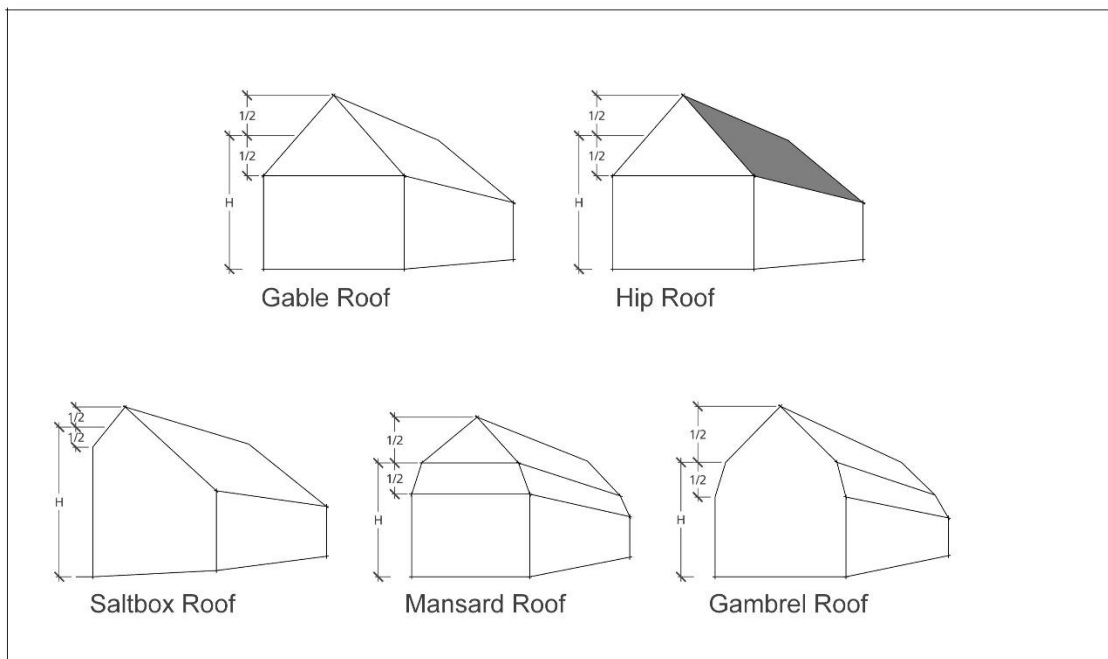 1/2
1/2
H
Gable Roof
1/2
1/2
H
Hip Roof
1/2
1/2
H
Saltbox Roof
1/2
1/2
H
Mansard Roof
1/2
1/2
H
Gambrel Roof